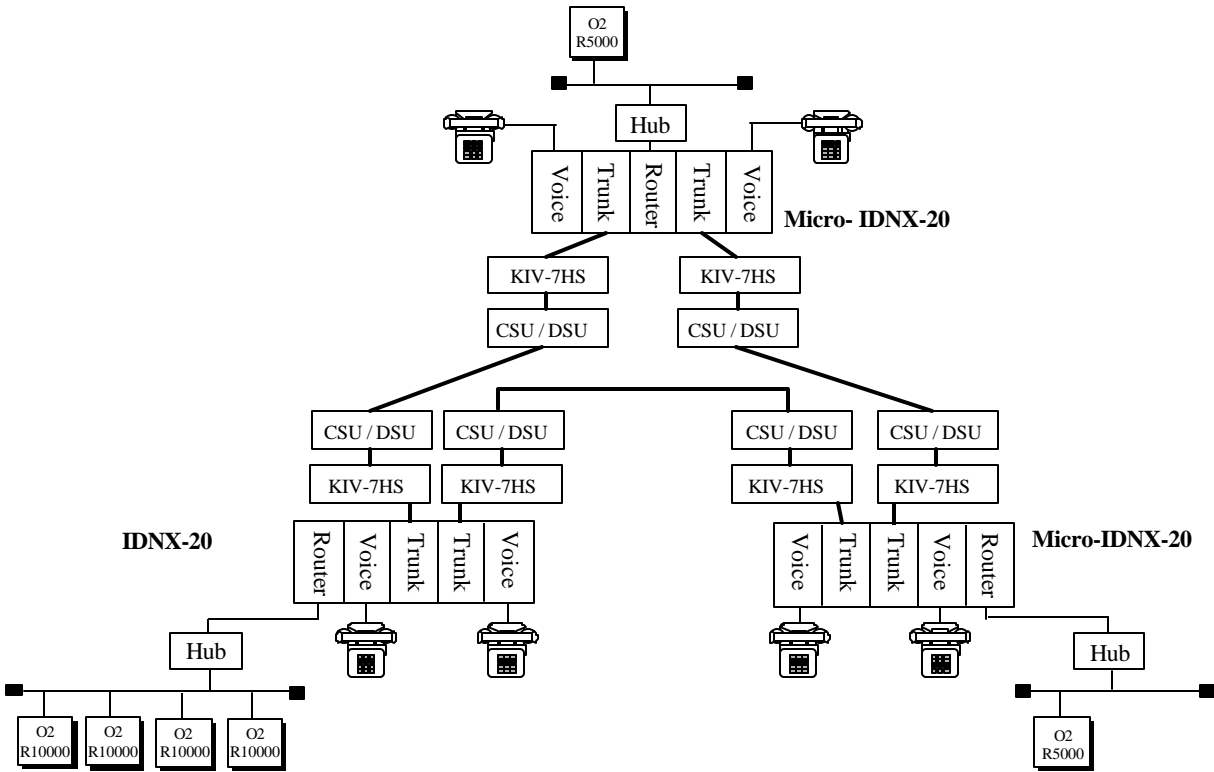 O2
R5000
Hub
Voice
Trunk
Router
Trunk
Voice
Micro- IDNX-20
KIV-7HS
KIV-7HS
CSU / DSU
CSU / DSU
CSU / DSU
CSU / DSU
CSU / DSU
CSU / DSU
KIV-7HS
KIV-7HS
KIV-7HS
KIV-7HS
IDNX-20
Router
Voice
Trunk
Trunk
Voice
Voice
Trunk
Trunk
Voice
Router
Micro-IDNX-20
Hub
Hub
O2
R10000
O2
R10000
O2
R10000
O2
R10000
O2
R5000